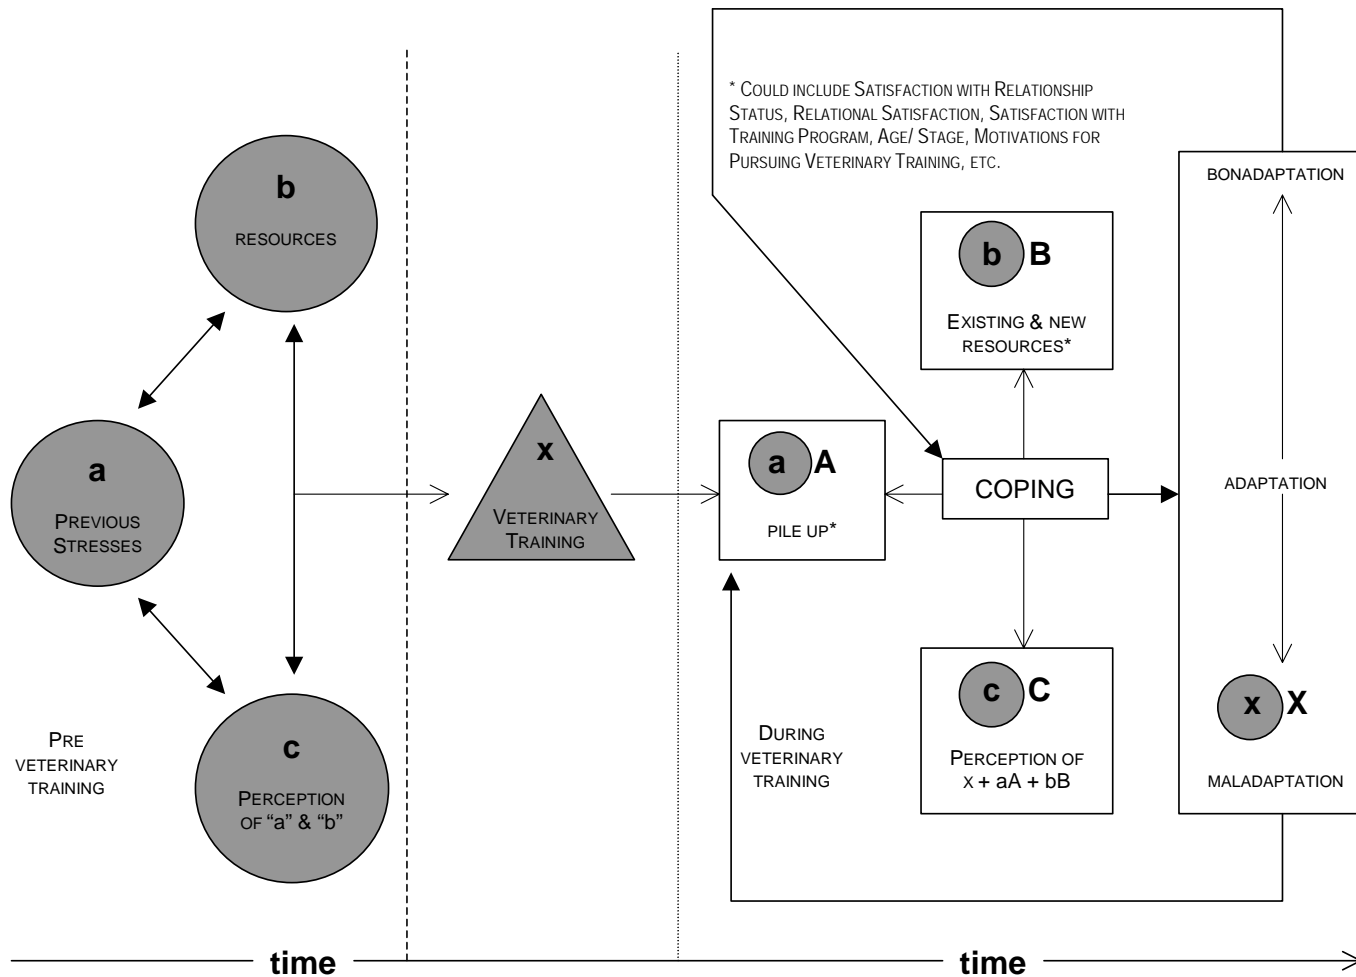 * Could include Satisfaction with Relationship
Status, Relational Satisfaction, Satisfaction with
Training Program, Age/ Stage, Motivations for
Pursuing Veterinary Training, etc.
b
RESOURCES
a
Previous
Stresses
c
Perception
of “a” & “b”
Pre
veterinary
training
x
Veterinary
Training
a A
PILE UP*
b B
Existing & new
resources*
COPING
c C
Perception of
x + aA + bB
During
veterinary
training
BONADAPTATION
ADAPTATION
x X
MALADAPTATION
time
time